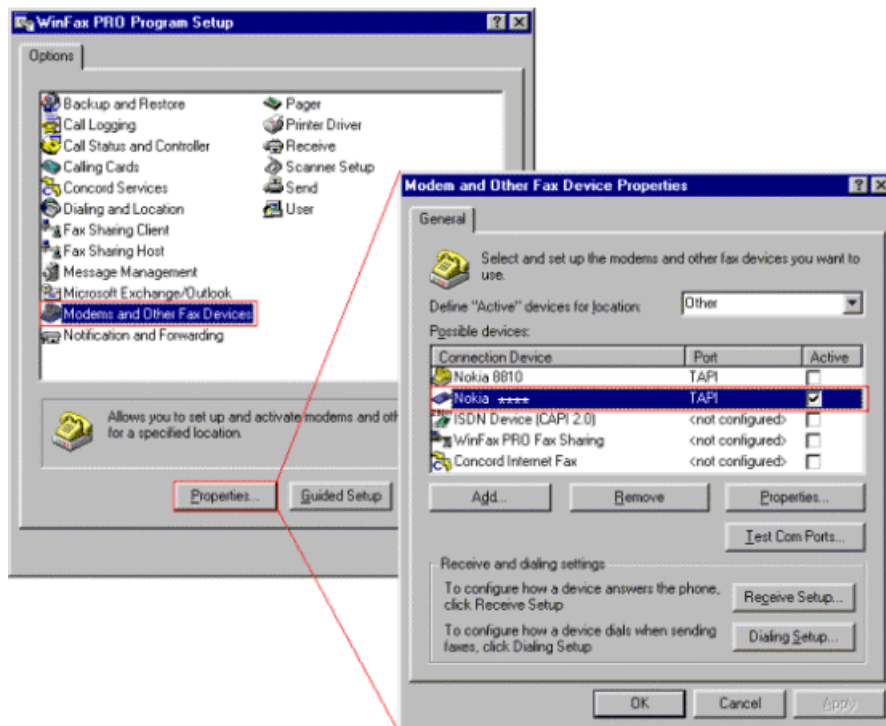 WinFax PRO Program Setup
Options
Backup and Restore
Call Logging
Call Status and Controller
Calling Cards
Concord Services
Dialing and Location
Fax Sharing Client
Fax Sharing Host
Message Management
Microsoft Exchange/Outlook
Modems and Other Fax Devices
Notification and Forwarding
Pager
Printer Driver
Receive
Scanner Setup
Send
User
Allows you to set up and activate modems and oth
for a specified location.
Properties...
Guided Setup
Modem and Other Fax Device Properties
General
Select and set up the modems and other fax devices you want to
use.
Define "Active" devices for location:
Other
Possible devices:
Connection Device Port Active
Nokia 8810 TAPI
Nokia **** TAPI
ISDN Device (CAPI 2.0) <not configured>
WinFax PRO Fax Sharing <not configured>
Concord Internet Fax <not configured>
Add...
Remove
Properties...
Test Com Ports...
Receive and dialing settings
To configure how a device answers the phone,
click Receive Setup
Receive Setup...
To configure how a device dials when sending
faxes, click Dialing Setup
Dialing Setup...
OK
Cancel
Apply